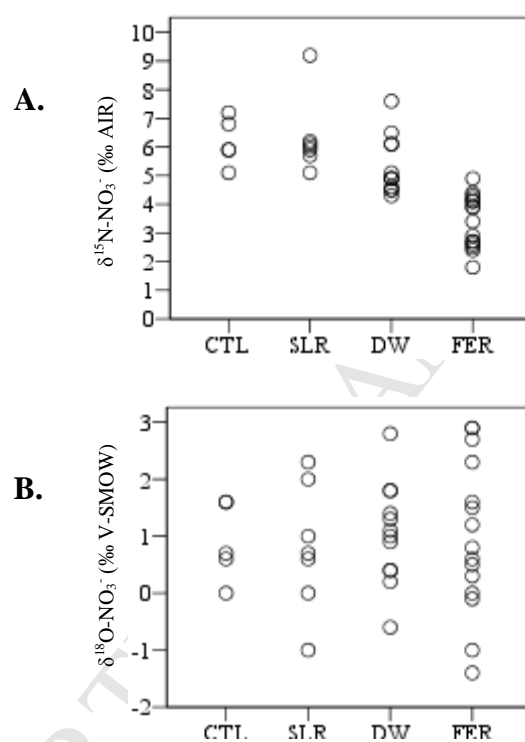 A.
δ¹⁵N-NO₃⁻ (‰ AIR)
10
9
8
7
6
5
4
3
2
1
0
CTL SLR DW FER
B.
δ¹⁸O-NO₃⁻ (‰ V-SMOW)
3
2
1
0
-1
-2
CTL SLR DW FER